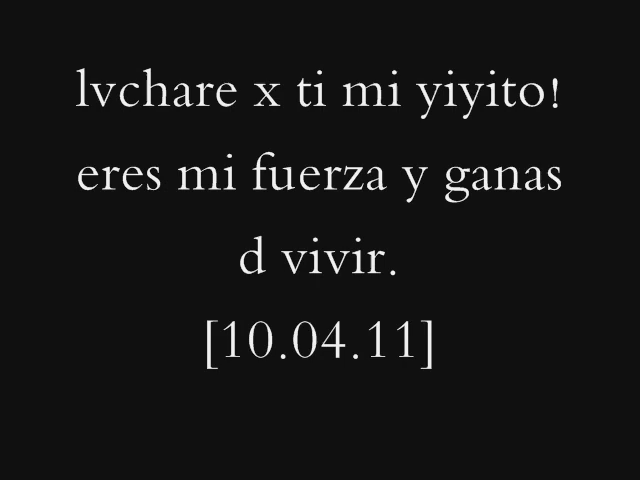 lvchare x ti mi yiyito!
eres mi fuerza y ganas
d vivir.
[10.04.11]